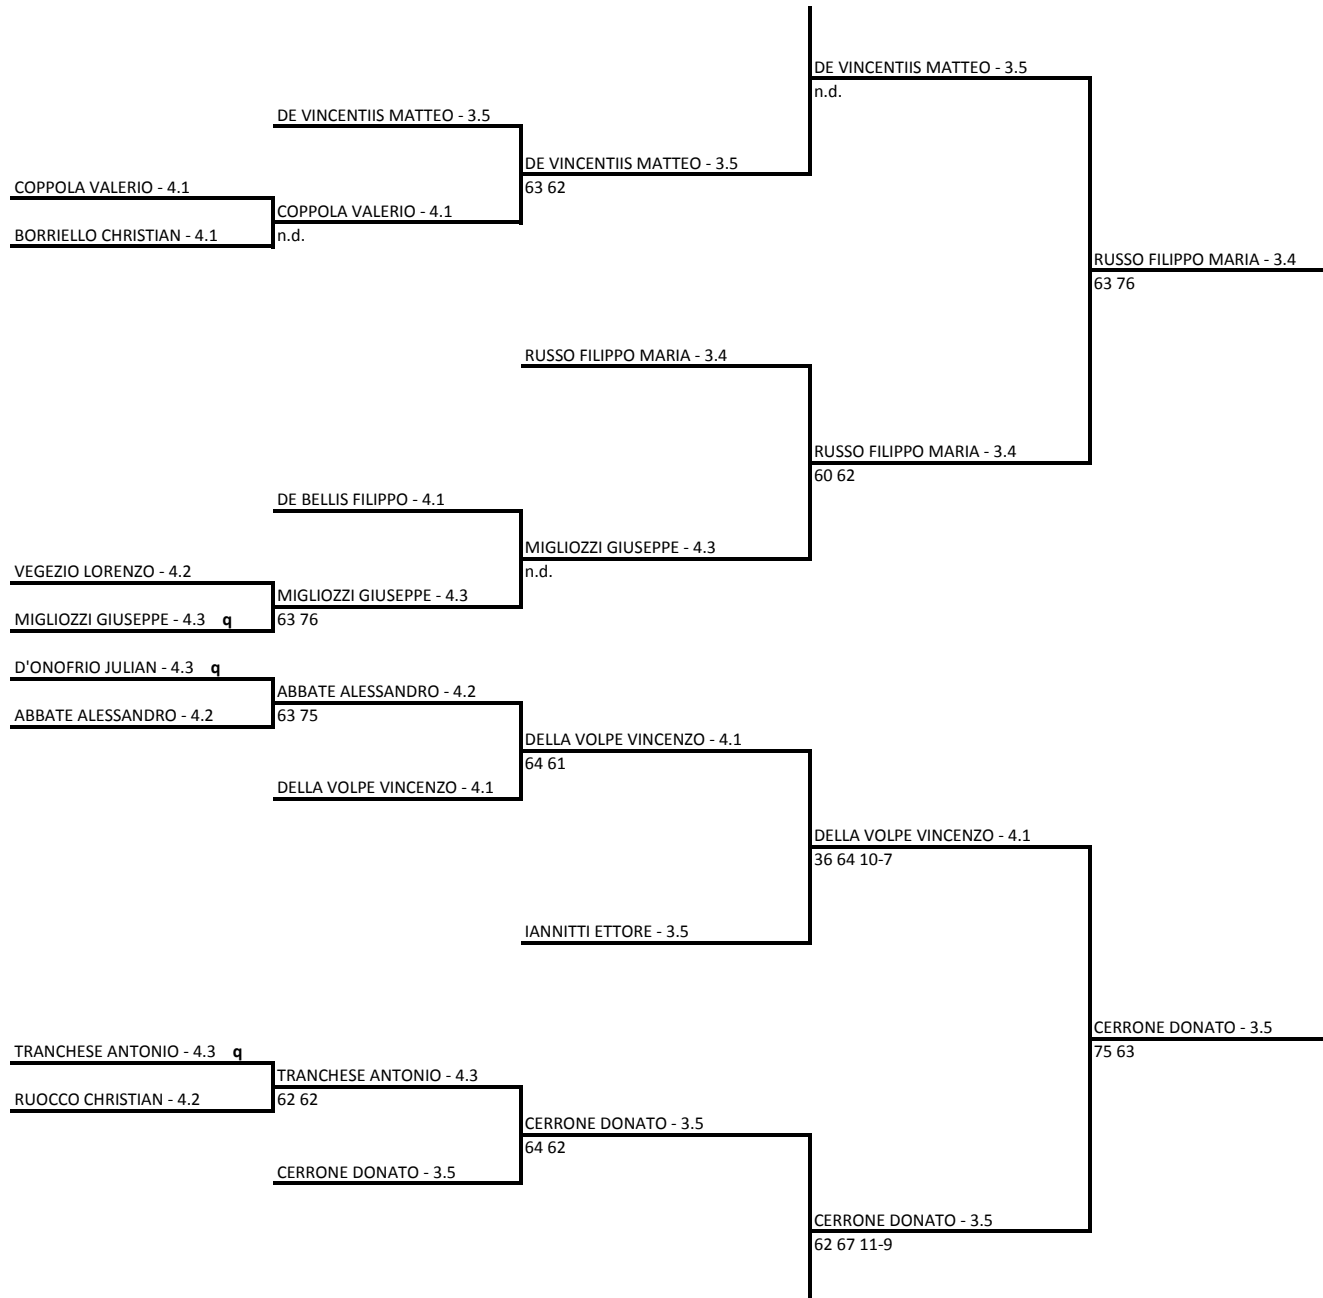 DE VINCENTIIS MATTEO - 3.5
n.d.
DE VINCENTIIS MATTEO - 3.5
DE VINCENTIIS MATTEO - 3.5
63 62
COPPOLA VALERIO - 4.1
COPPOLA VALERIO - 4.1
n.d.
BORRIELLO CHRISTIAN - 4.1
RUSSO FILIPPO MARIA - 3.4
63 76
RUSSO FILIPPO MARIA - 3.4
RUSSO FILIPPO MARIA - 3.4
60 62
DE BELLIS FILIPPO - 4.1
MIGLIOZZI GIUSEPPE - 4.3
n.d.
VEGEZIO LORENZO - 4.2
MIGLIOZZI GIUSEPPE - 4.3
63 76
MIGLIOZZI GIUSEPPE - 4.3 q
D'ONOFRIO JULIAN - 4.3 q
ABBATE ALESSANDRO - 4.2
63 75
ABBATE ALESSANDRO - 4.2
DELLA VOLPE VINCENZO - 4.1
64 61
DELLA VOLPE VINCENZO - 4.1
DELLA VOLPE VINCENZO - 4.1
36 64 10-7
IANNITTI ETTORE - 3.5
CERRONE DONATO - 3.5
75 63
TRANCHESE ANTONIO - 4.3 q
TRANCHESE ANTONIO - 4.3
62 62
RUOCCO CHRISTIAN - 4.2
CERRONE DONATO - 3.5
64 62
CERRONE DONATO - 3.5
CERRONE DONATO - 3.5
62 67 11-9